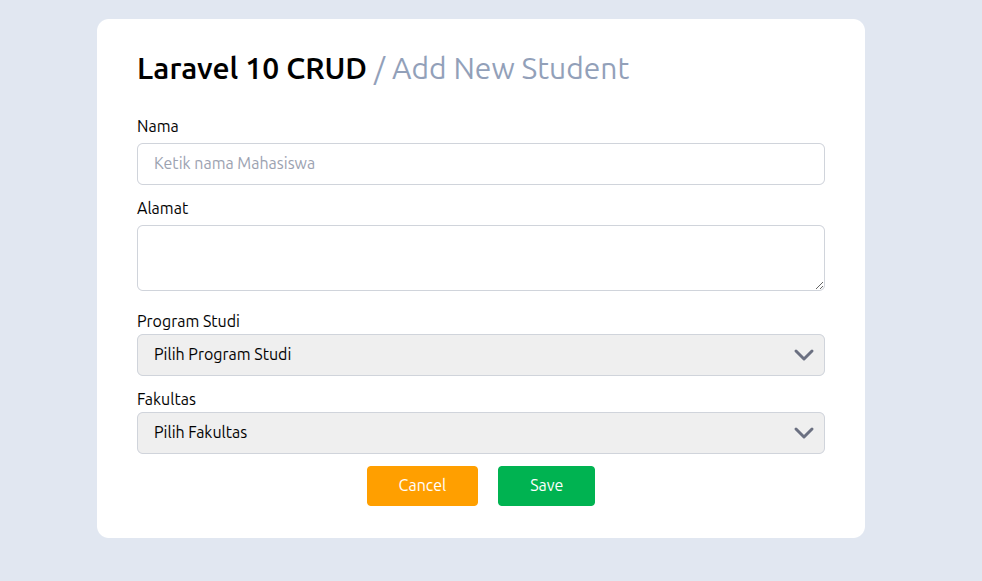 Laravel 10 CRUD / Add New Student
Nama
Ketik nama Mahasiswa
Alamat
Program Studi
Pilih Program Studi
Fakultas
Pilih Fakultas
Cancel Save